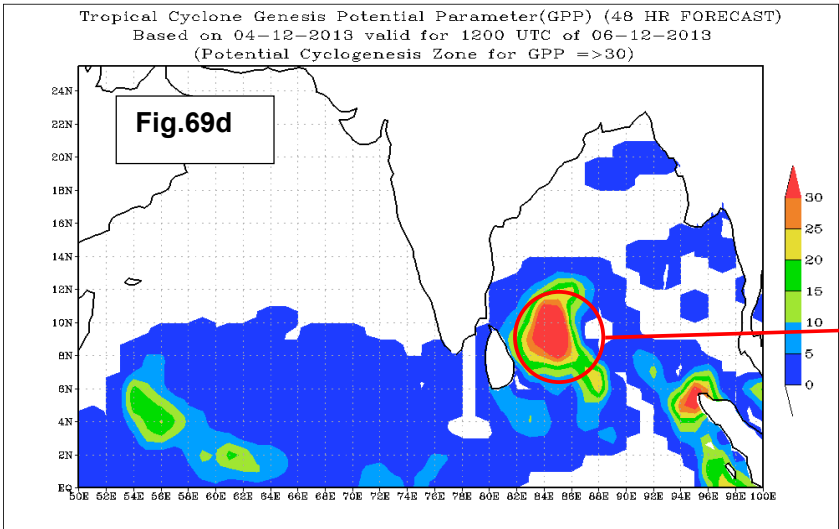 Tropical Cyclone Genesis Potential Parameter(GPP) (48 HR FORECAST)
Based on 04-12-2013 valid for 1200 UTC of 06-12-2013
(Potential Cyclogenesis Zone for GPP =>30)
Fig.69d
24N
22N
20N
18N
16N
14N
12N
10N
8N
6N
4N
2N
EQ
50E 52E 54E 56E 58E 60E 62E 64E 66E 68E 70E 72E 74E 76E 78E 80E 82E 84E 86E 88E 90E 92E 94E 96E 98E 100E
30
25
20
15
10
5
0